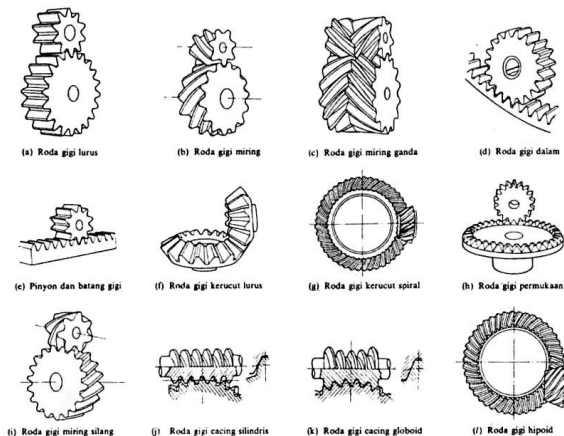 (a) Roda gigi lurus
(b) Roda gigi miring
(c) Roda gigi miring ganda
(d) Roda gigi dalam
(e) Pinyon dan batang gigi
(f) Roda gigi kerucut lurus
(g) Roda gigi kerucut spiral
(h) Roda gigi permukaan
(i) Roda gigi miring silang
(j) Roda gigi cacing silindris
(k) Roda gigi cacing globoid
(l) Roda gigi hipoid